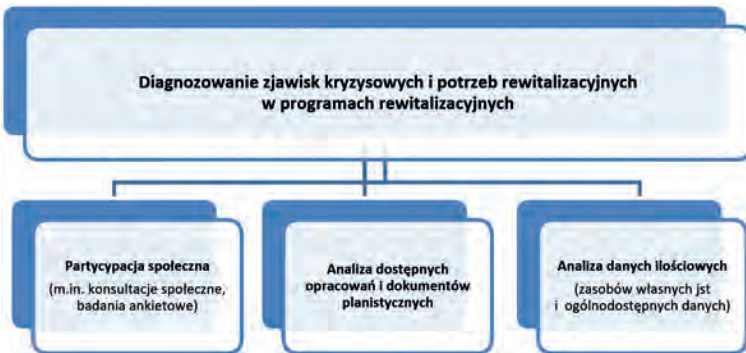 Diagnozowanie zjawisk kryzysowych i potrzeb rewitalizacyjnych
w programach rewitalizacyjnych
Partycypacja społeczna
(m.in. konsultacje społeczne,
badania ankietowe)
Analiza dostępnych
opracowań i dokumentów
planistycznych
Analiza danych ilościowych
(zasobów własnych jst
i ogólnodostępnych danych)